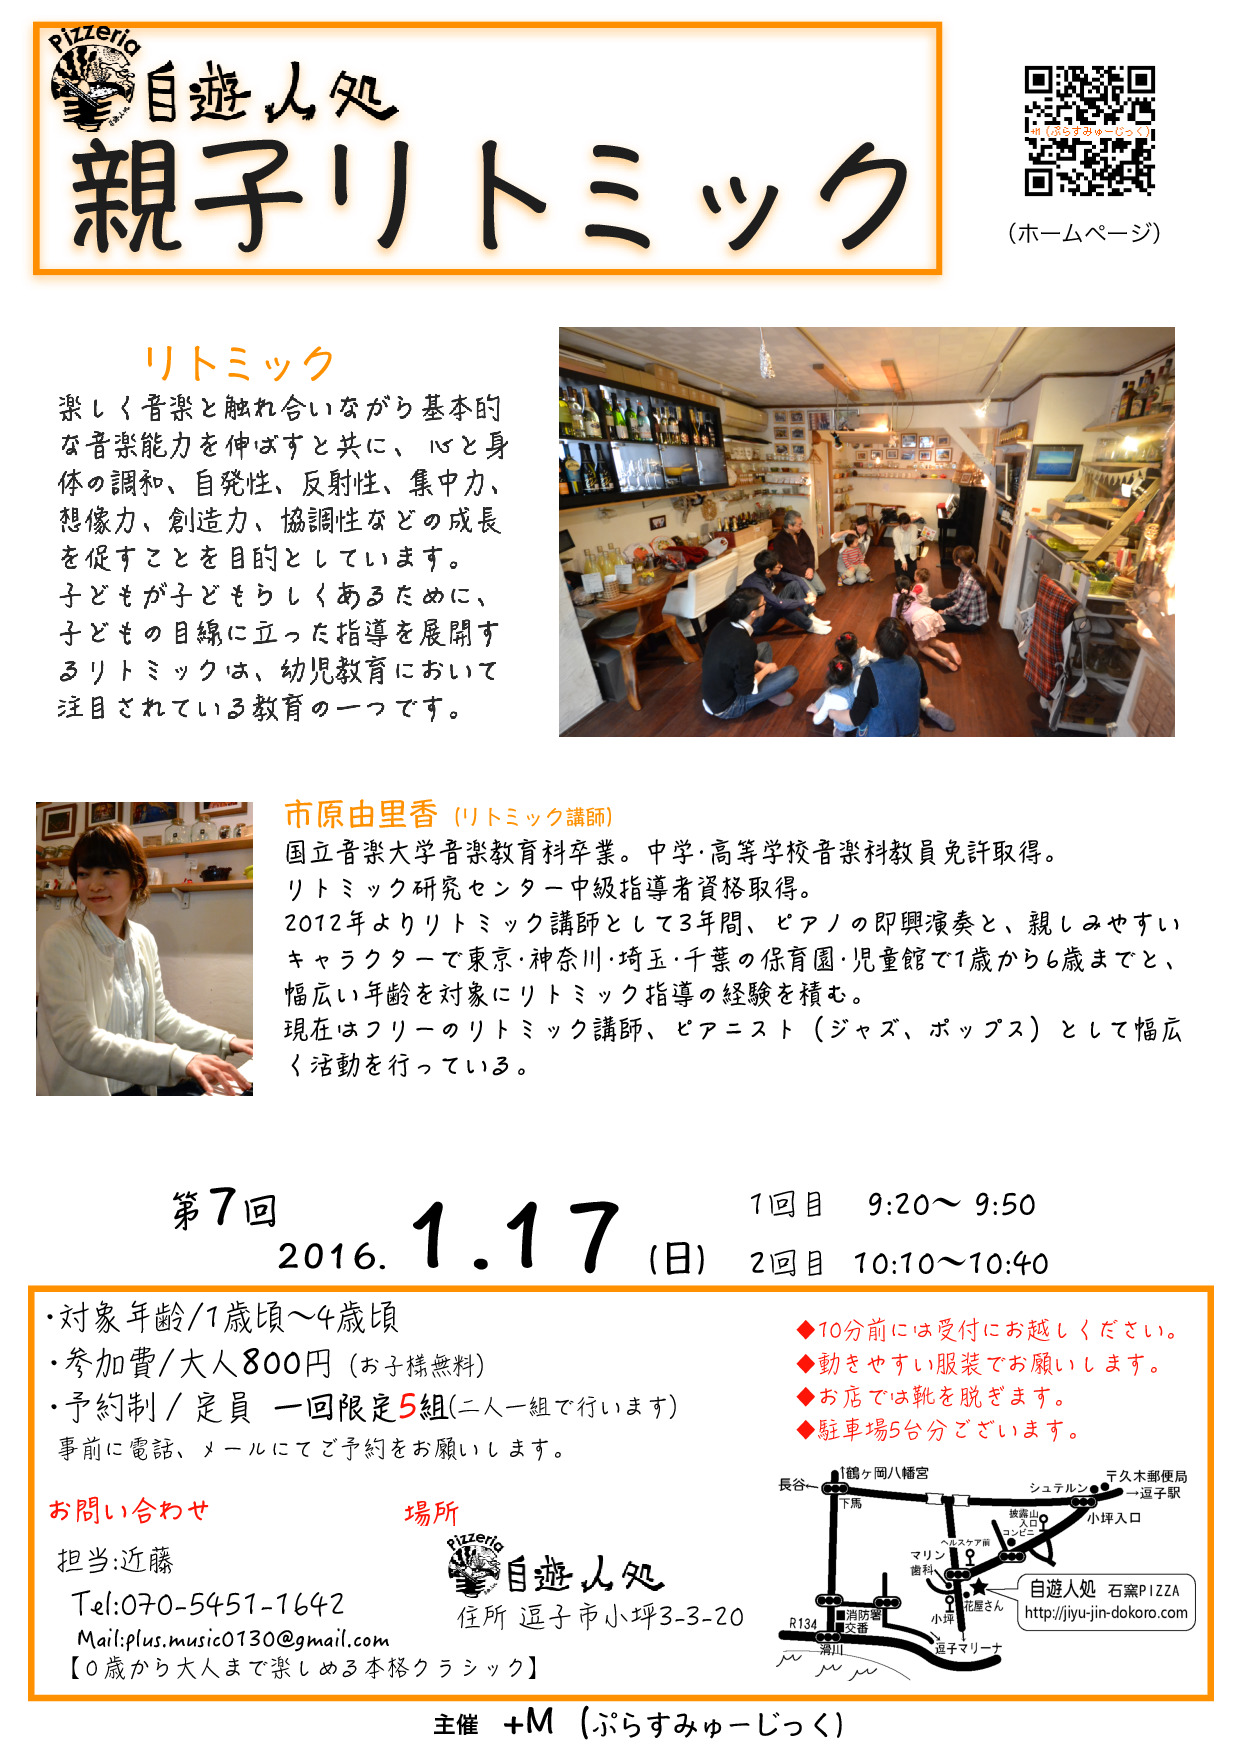 Pizzeria
自遊人処
親子リトミック
+M（ぷらすみゅーじっく）
（ホームページ）
リトミック
楽しく音楽と触れ合いながら基本的
な音楽能力を伸ばすと共に、心と身
体の調和、自発性、反射性、集中力、
想像力、創造力、協調性などの成長
を促すことを目的としています。
子どもが子どもらしくあるために、
子どもの目線に立った指導を展開す
るリトミックは、幼児教育において
注目されている教育の一つです。
市原由里香（リトミック講師）
国立音楽大学音楽教育科卒業。中学・高等学校音楽科教員免許取得。
リトミック研究センター中級指導者資格取得。
2012年よりリトミック講師として3年間、ピアノの即興演奏と、親しみやすい
キャラクターで東京・神奈川・埼玉・千葉の保育園・児童館で1歳から6歳までと、
幅広い年齢を対象にリトミック指導の経験を積む。
現在はフリーのリトミック講師、ピアニスト（ジャズ、ポップス）として幅広
く活動を行っている。
第7回
2016. 1.17（日）
1回目 9:20〜 9:50
2回目 10:10〜10:40
・対象年齢/1歳頃〜4歳頃
・参加費/大人800円（お子様無料）
・予約制 / 定員 一回限定5組(二人一組で行います)
事前に電話、メールにてご予約をお願いします。
◆10分前には受付にお越しください。
◆動きやすい服装でお願いします。
◆お店では靴を脱ぎます。
◆駐車場5台分ございます。
お問い合わせ
担当:近藤
Tel:070-5451-1642
Mail:plus.music0130@gmail.com
【0歳から大人まで楽しめる本格クラシック】
場所
Pizzeria
自遊人処
住所 逗子市小坪3-3-20
↑鶴ヶ岡八幡宮
長谷←
下馬
シュテルン
〒久木郵便局
→逗子駅
小坪入口
披露山
入口
コンビニ
ヘルスケア前
マリン
歯科
小坪
花屋さん
自遊人処 石窯PIZZA
http://jiyu-jin-dokoro.com
消防署
交番
R134
滑川
逗子マリーナ
主催 +M（ぷらすみゅーじっく）